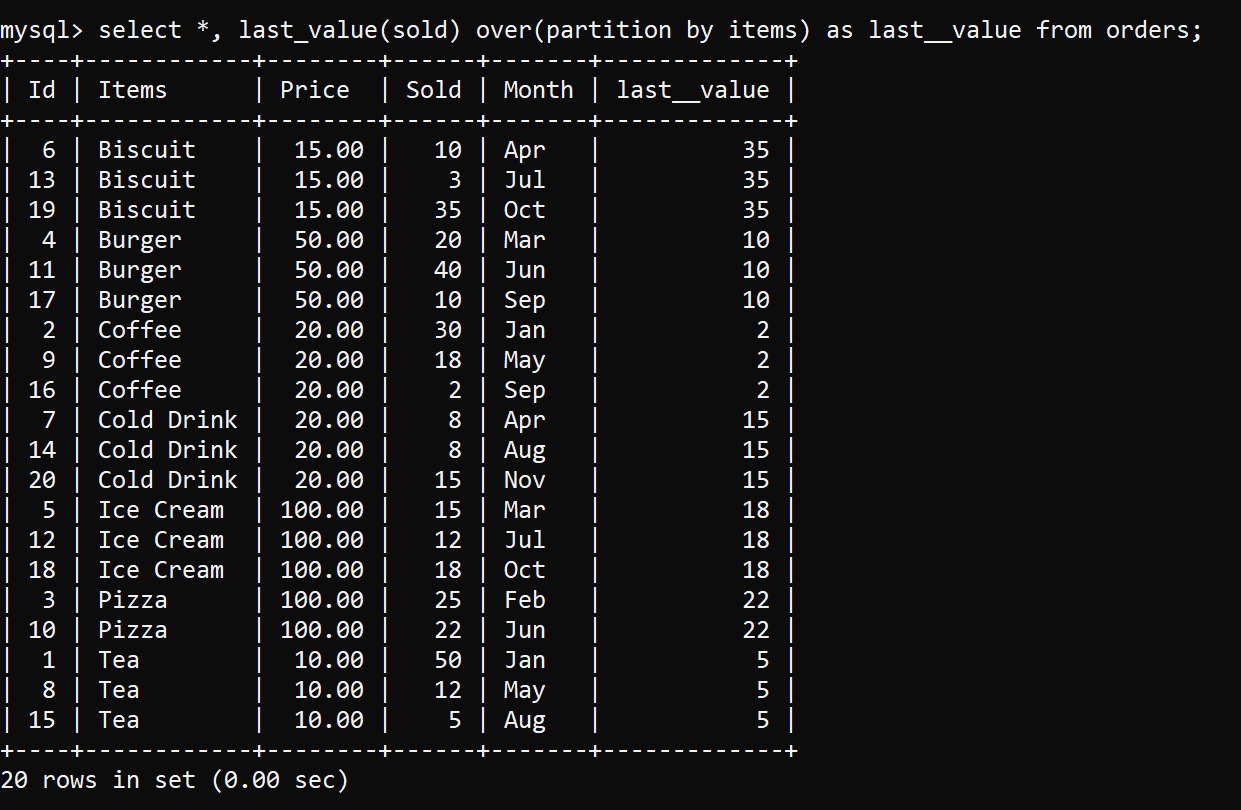 mysql> select *, last_value(sold) over(partition by items) as last__value from orders;
+----+------------+--------+------+-------+-------------+
| Id | Items      | Price  | Sold | Month | last__value |
+----+------------+--------+------+-------+-------------+
|  6 | Biscuit    |  15.00 |   10 | Apr   |          35 |
| 13 | Biscuit    |  15.00 |    3 | Jul   |          35 |
| 19 | Biscuit    |  15.00 |   35 | Oct   |          35 |
|  4 | Burger     |  50.00 |   20 | Mar   |          10 |
| 11 | Burger     |  50.00 |   40 | Jun   |          10 |
| 17 | Burger     |  50.00 |   10 | Sep   |          10 |
|  2 | Coffee     |  20.00 |   30 | Jan   |           2 |
|  9 | Coffee     |  20.00 |   18 | May   |           2 |
| 16 | Coffee     |  20.00 |    2 | Sep   |           2 |
|  7 | Cold Drink |  20.00 |    8 | Apr   |          15 |
| 14 | Cold Drink |  20.00 |    8 | Aug   |          15 |
| 20 | Cold Drink |  20.00 |   15 | Nov   |          15 |
|  5 | Ice Cream  | 100.00 |   15 | Mar   |          18 |
| 12 | Ice Cream  | 100.00 |   12 | Jul   |          18 |
| 18 | Ice Cream  | 100.00 |   18 | Oct   |          18 |
|  3 | Pizza      | 100.00 |   25 | Feb   |          22 |
| 10 | Pizza      | 100.00 |   22 | Jun   |          22 |
|  1 | Tea        |  10.00 |   50 | Jan   |           5 |
|  8 | Tea        |  10.00 |   12 | May   |           5 |
| 15 | Tea        |  10.00 |    5 | Aug   |           5 |
+----+------------+--------+------+-------+-------------+
20 rows in set (0.00 sec)